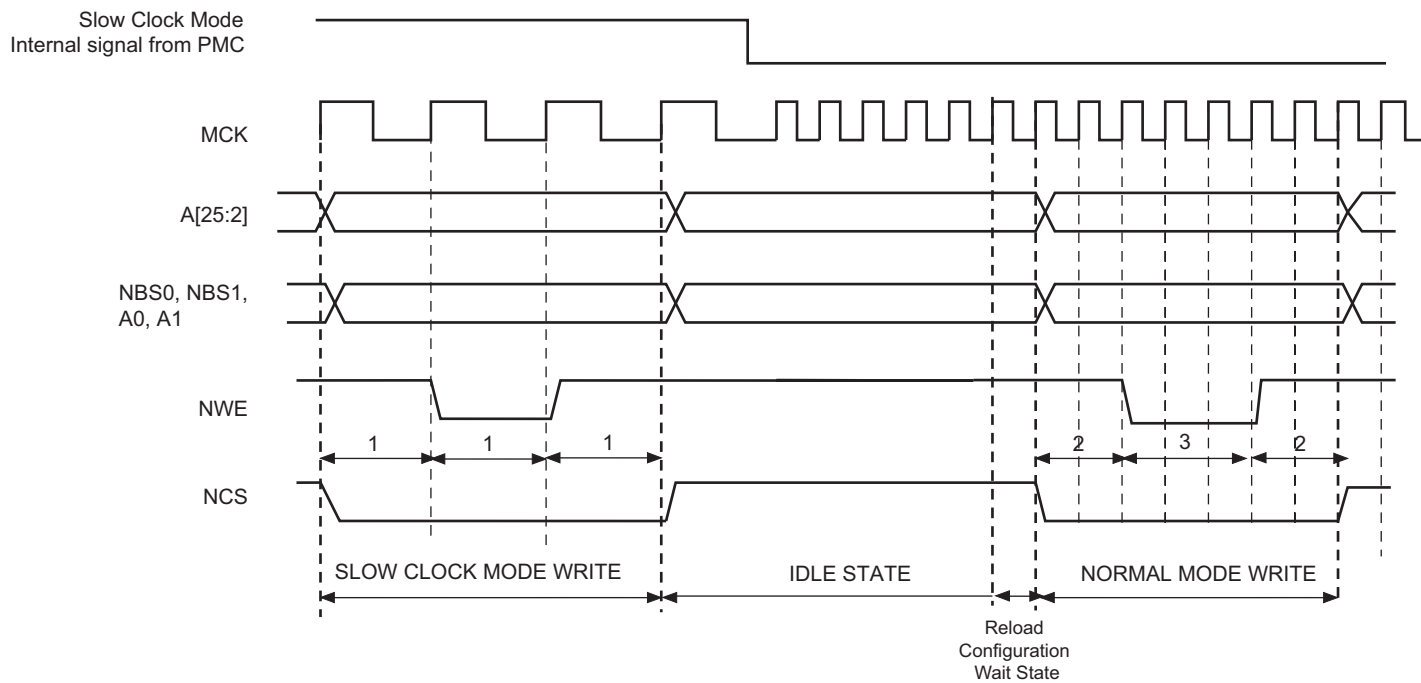 Slow Clock Mode
Internal signal from PMC
MCK
A[25:2]
NBS0, NBS1,
A0, A1
NWE
1 1 1 2 3 2
NCS
SLOW CLOCK MODE WRITE IDLE STATE NORMAL MODE WRITE
Reload
Configuration
Wait State